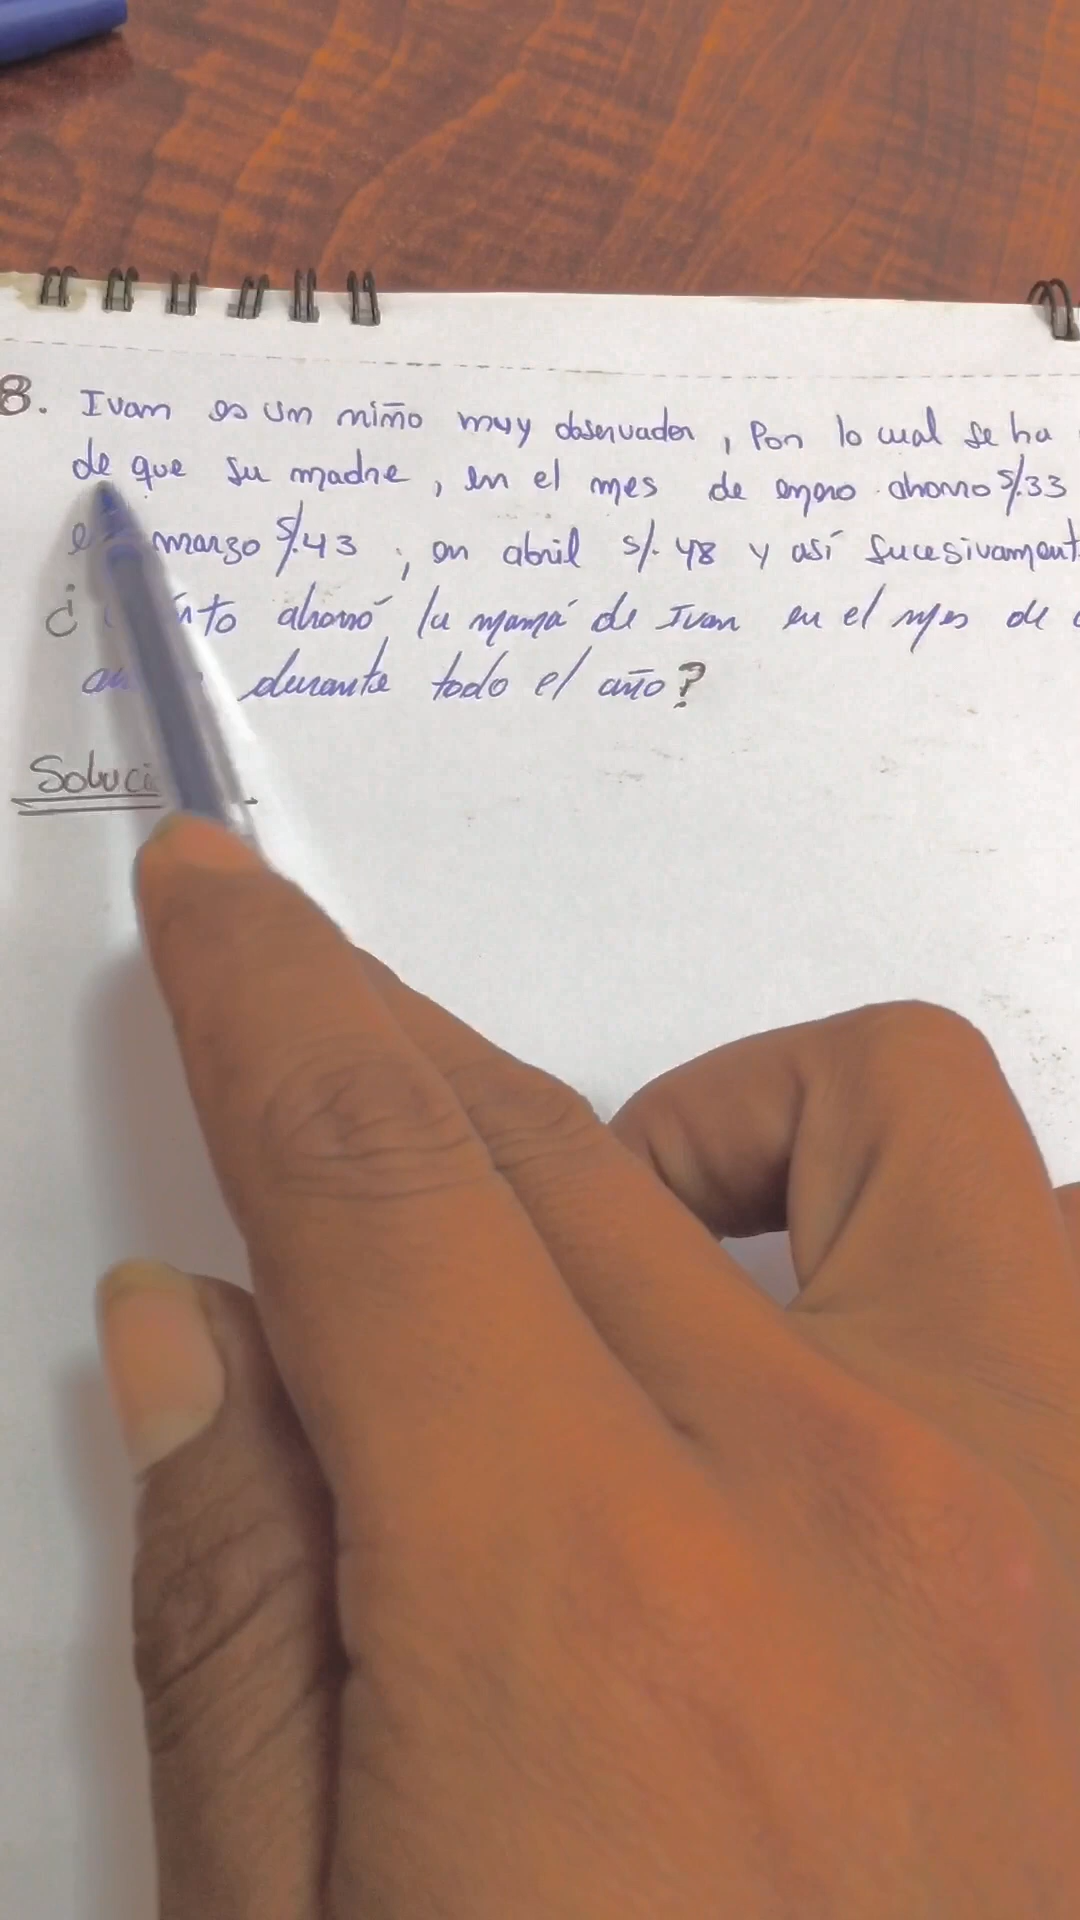 8. Ivan es un niño muy observador, Por lo cual se ha
de que su madre, en el mes de enero ahorro S/.33
marzo S/.43, en abril S/. 48 y así sucesivament
¿ ahorró la mamá de Ivan en el mes de
durante todo el año?